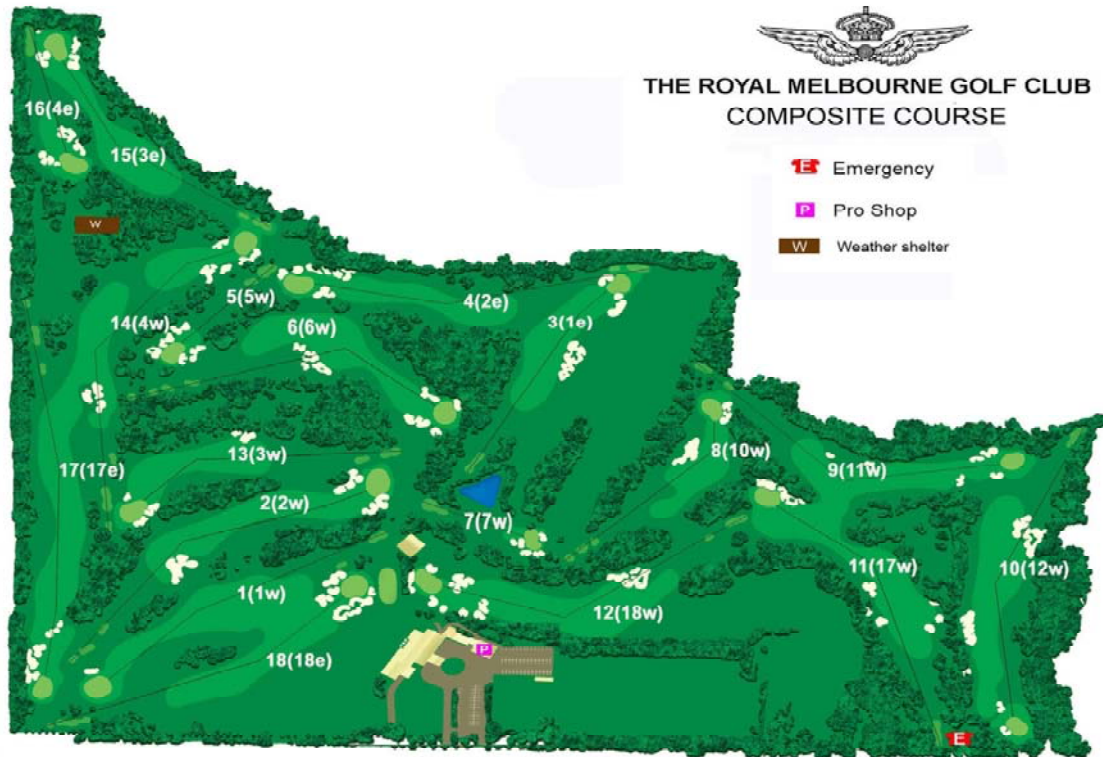 THE ROYAL MELBOURNE GOLF CLUB
COMPOSITE COURSE
E Emergency
P Pro Shop
W Weather shelter
16(4e)
15(3e)
W
5(5w)
4(2e)
14(4w)
6(6w)
3(1e)
13(3w)
8(10w)
9(11w)
17(17e)
2(2w)
7(7w)
11(17w)
10(12w)
1(1w)
12(18w)
18(18e)
P
E